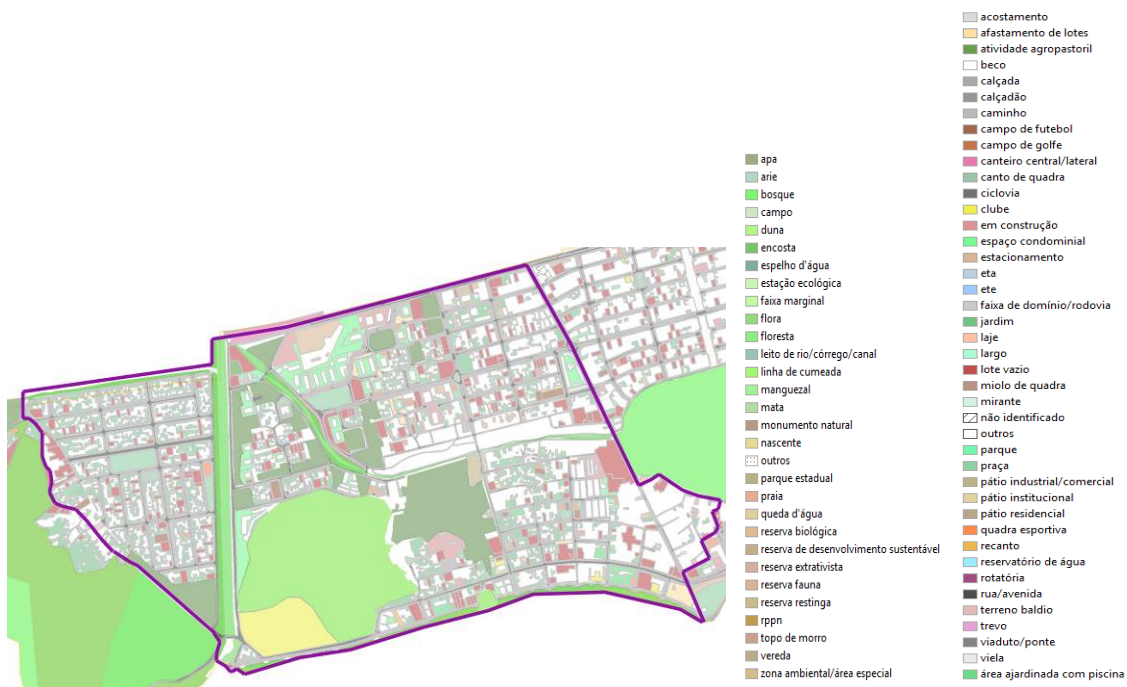 apa
arie
bosque
campo
duna
encosta
espelho d'água
estação ecológica
faixa marginal
flora
floresta
leito de rio/córrego/canal
linha de cumeada
manguezal
mata
monumento natural
nascente
outros
parque estadual
praia
queda d'água
reserva biológica
reserva de desenvolvimento sustentável
reserva extrativista
reserva fauna
reserva restinga
rppn
topo de morro
vereda
zona ambiental/área especial
acostamento
afastamento de lotes
atividade agropastoril
beco
calçada
calçadão
caminho
campo de futebol
campo de golfe
canteiro central/lateral
canto de quadra
ciclovia
clube
em construção
espaço condominial
estacionamento
eta
ete
faixa de domínio/rodovia
jardim
laje
largo
lote vazio
miolo de quadra
mirante
não identificado
outros
parque
praça
pátio industrial/comercial
pátio institucional
pátio residencial
quadra esportiva
recanto
reservatório de água
rotatória
rua/avenida
terreno baldio
trevo
viaduto/ponte
viela
área ajardinada com piscina